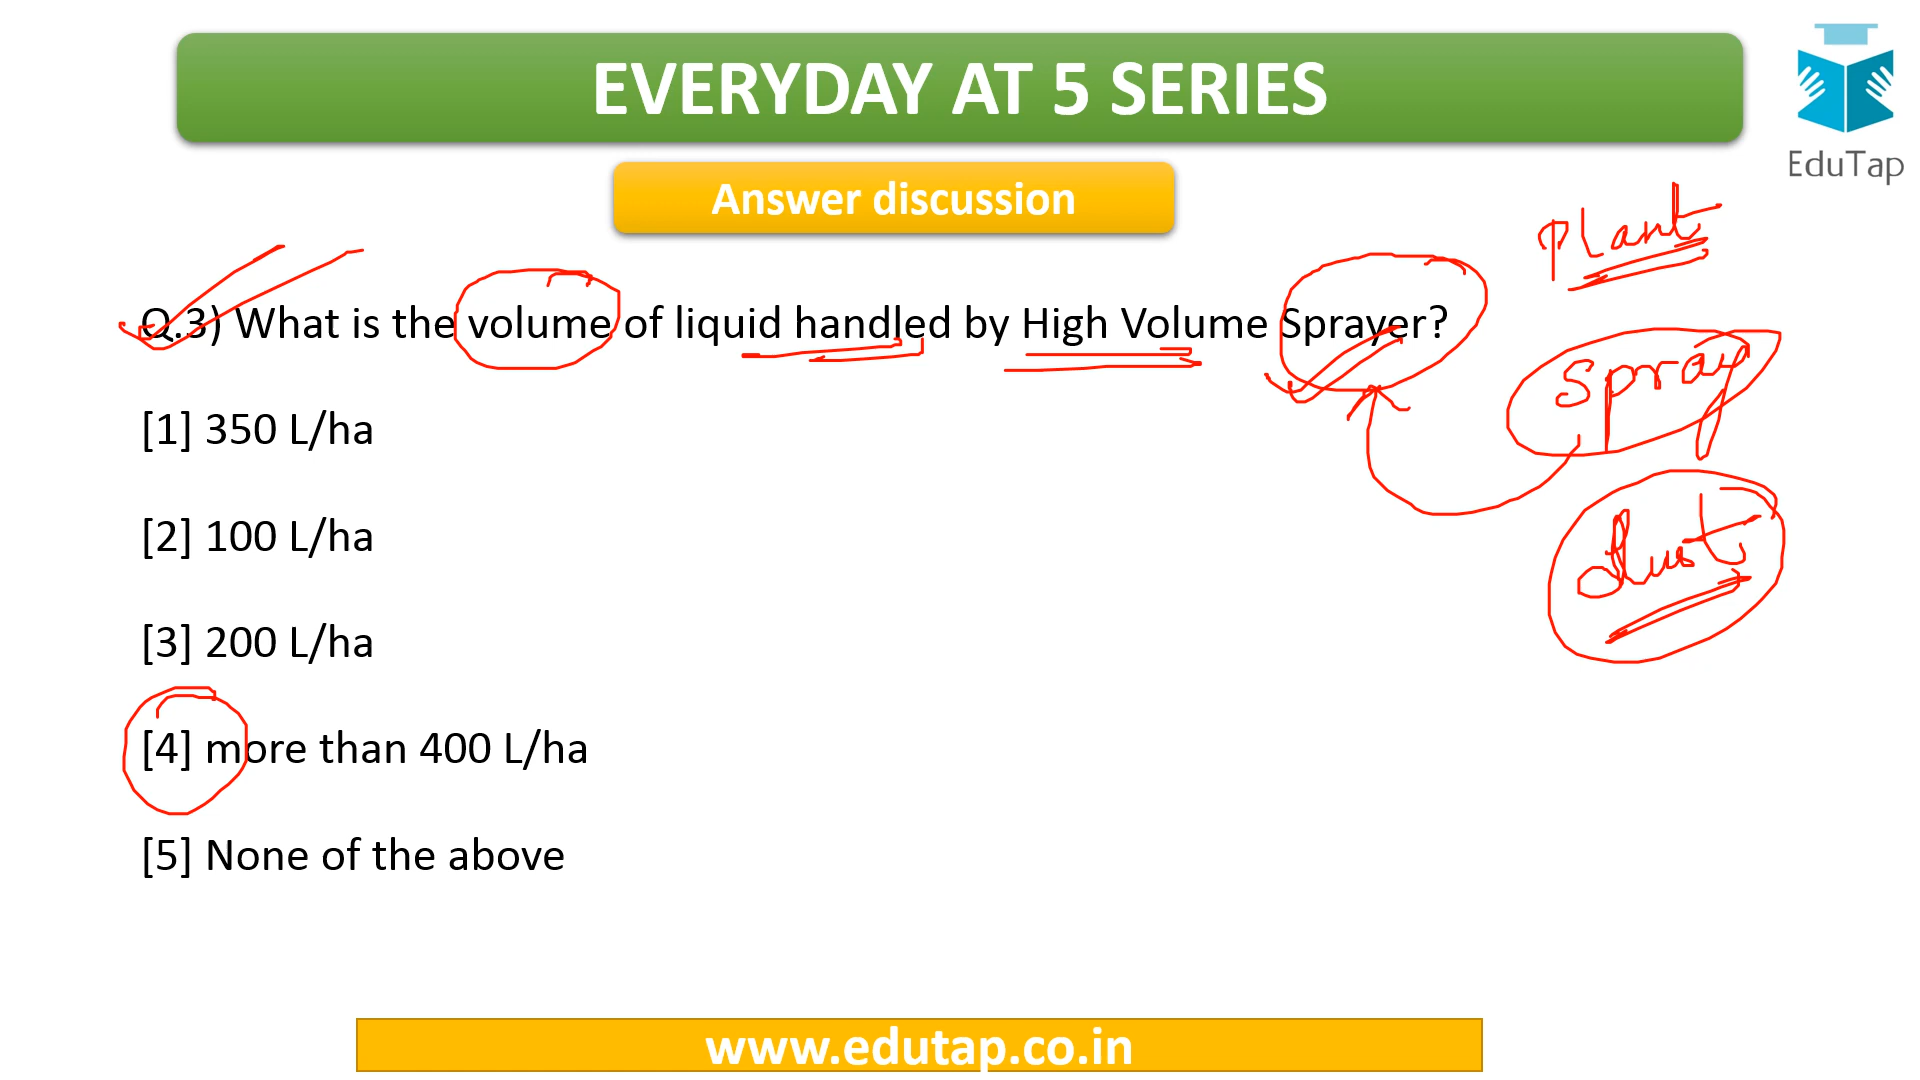 EVERYDAY AT 5 SERIES
EduTap
Answer discussion
Plant
Q.3) What is the volume of liquid handled by High Volume Sprayer?
Spray
[1] 350 L/ha
[2] 100 L/ha
dust
[3] 200 L/ha
[4] more than 400 L/ha
[5] None of the above
www.edutap.co.in